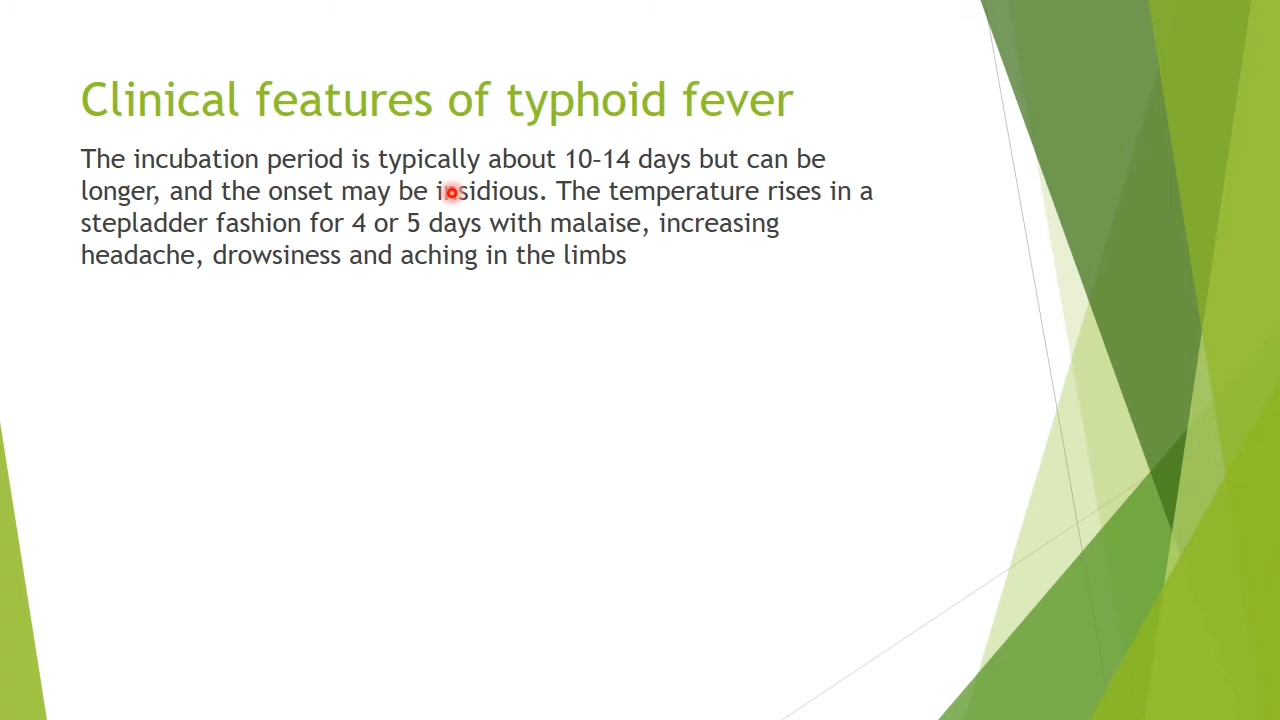 Clinical features of typhoid fever
The incubation period is typically about 10-14 days but can be
longer, and the onset may be insidious. The temperature rises in a
stepladder fashion for 4 or 5 days with malaise, increasing
headache, drowsiness and aching in the limbs